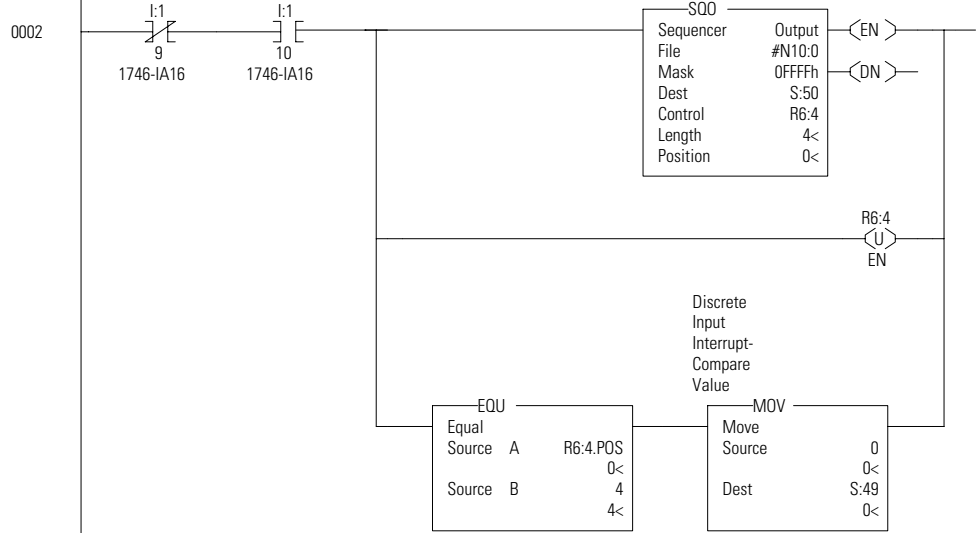 0002
I:1
9
1746-IA16
I:1
10
1746-IA16
SQO
Sequencer Output
File #N10:0
Mask 0FFFFh
Dest S:50
Control R6:4
Length 4<
Position 0<
EN
DN
R6:4
U
EN
Discrete
Input
Interrupt-
Compare
Value
EQU
Equal
Source A R6:4.POS
0<
Source B 4
4<
MOV
Move
Source 0
0<
Dest S:49
0<